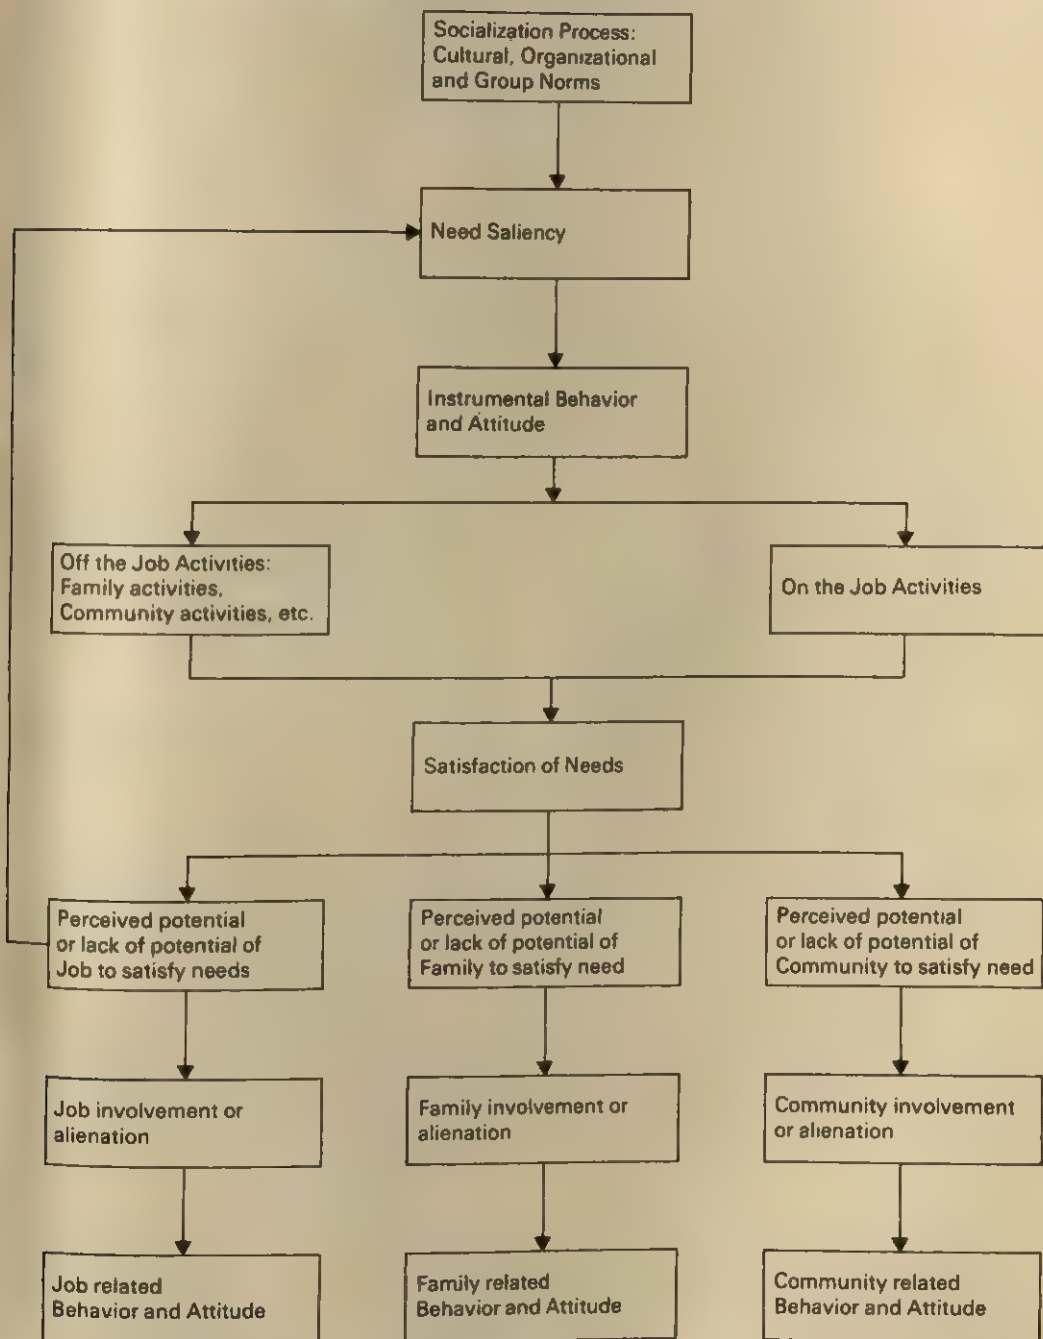 Socialization Process:
Cultural, Organizational
and Group Norms
Need Saliency
Instrumental Behavior
and Attitude
Off the Job Activities:
Family activities,
Community activities, etc.
On the Job Activities
Satisfaction of Needs
Perceived potential
or lack of potential of
Job to satisfy needs
Perceived potential
or lack of potential of
Family to satisfy need
Perceived potential
or lack of potential of
Community to satisfy need
Job involvement or
alienation
Family involvement or
alienation
Community involvement
or alienation
Job related
Behavior and Attitude
Family related
Behavior and Attitude
Community related
Behavior and Attitude